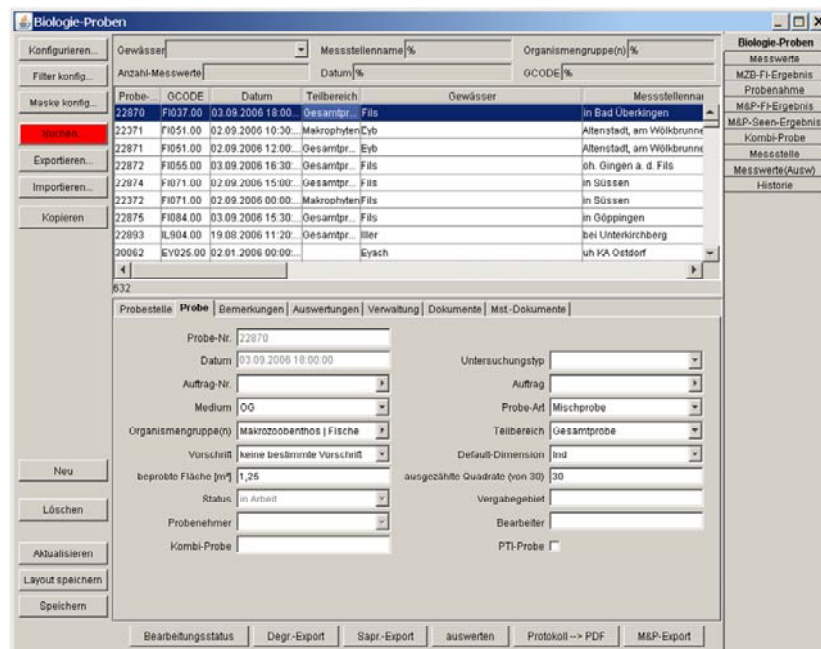 Biologie-Proben
Konfigurieren...
Filter konfig...
Maske konfig...
Suchen...
Exportieren...
Importieren...
Kopieren
Neu
Löschen
Aktualisieren
Layout speichern
Speichern
Gewässer Messstellenname % Organismengruppe(n) %
Anzahl-Messwerte Datum % GCODE %
Probe-... GCODE Datum Teilbereich Gewässer Messstellennar
22870 FI037.00 03.09.2006 18:00... Gesamtpr... Fils in Bad Überkingen
22371 FI051.00 02.09.2006 10:30... Makrophyten Eyb Altenstadt, am Wölkbrunne
22871 FI051.00 02.09.2006 12:00... Gesamtpr... Eyb Altenstadt, am Wölkbrunne
22872 FI055.00 03.09.2006 16:30... Gesamtpr... Fils oh. Gingen a. d. Fils
22874 FI071.00 02.09.2006 15:00... Gesamtpr... Fils in Süssen
22372 FI071.00 02.09.2006 00:00... Makrophyten Fils in Süssen
22875 FI084.00 03.09.2006 15:30... Gesamtpr... Fils in Göppingen
22893 IL904.00 19.08.2006 11:20... Gesamtpr... Iller bei Unterkirchberg
30062 EY025.00 02.01.2006 00:00... Eyach uh KA Ostdorf
632
Probestelle Probe Bemerkungen Auswertungen Verwaltung Dokumente Mst.-Dokumente
Probe-Nr. 22870
Datum 03.09.2006 18:00:00 Untersuchungstyp
Auftrag-Nr. Auftrag
Medium OG Probe-Art Mischprobe
Organismengruppe(n) Makrozoobenthos | Fische Teilbereich Gesamtprobe
Vorschrift keine bestimmte Vorschrift Default-Dimension Ind
beprobte Fläche [m²] 1,25 ausgezählte Quadrate (von 30) 30
Status in Arbeit Vergabegebiet
Probenehmer Bearbeiter
Kombi-Probe PTI-Probe
Bearbeitungsstatus Degr.-Export Sapr.-Export auswerten Protokoll --> PDF M&P-Export
Biologie-Proben
Messwerte
MZB-FI-Ergebnis
Probenahme
M&P-FI-Ergebnis
M&P-Seen-Ergebnis
Kombi-Probe
Messstelle
Messwerte(Ausw)
Historie